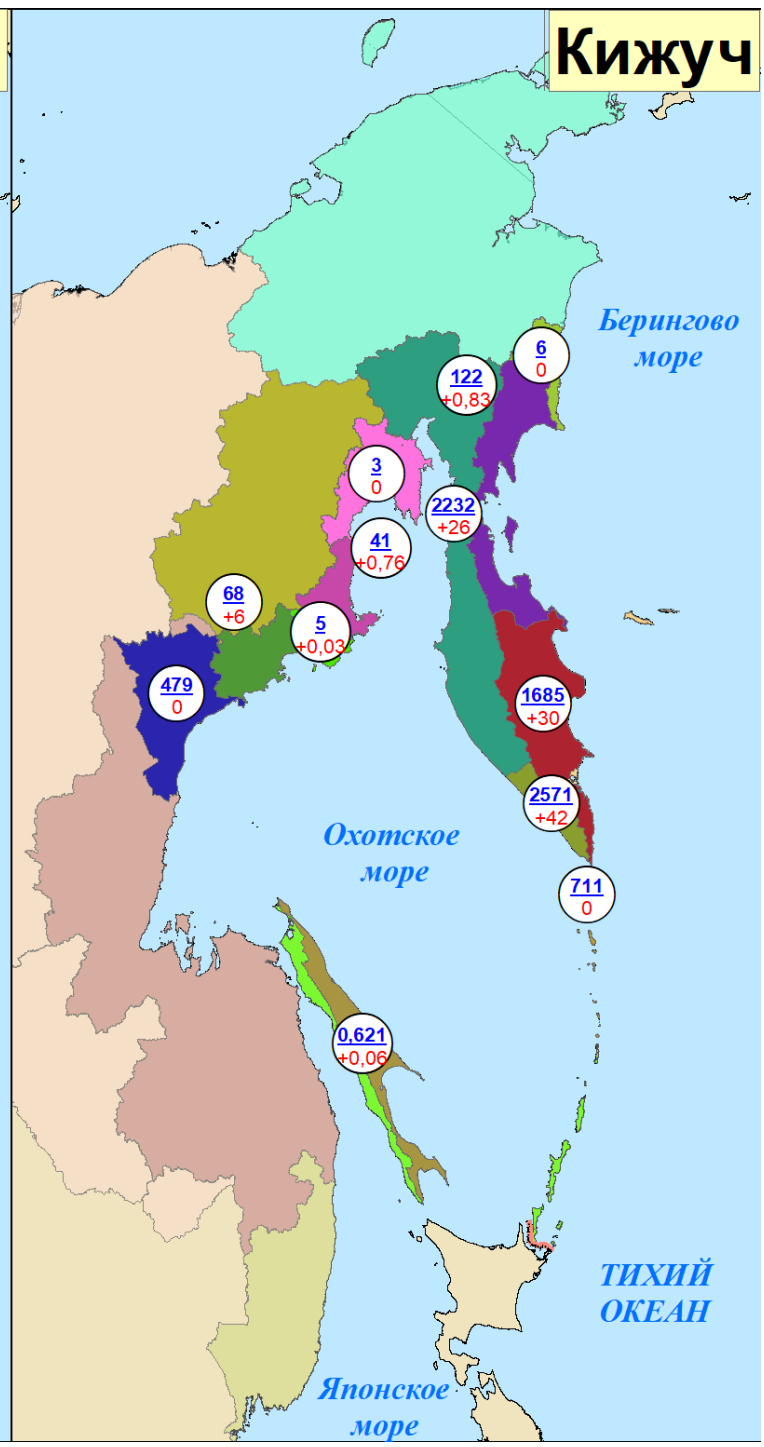 Кижуч
Берингово
море
6
0
122
+0,83
3
0
2232
+26
41
+0,76
68
+6
5
+0,03
479
0
1685
+30
2571
+42
Охотское
море
711
0
0,621
+0,06
ТИХИЙ
ОКЕАН
Японское
море